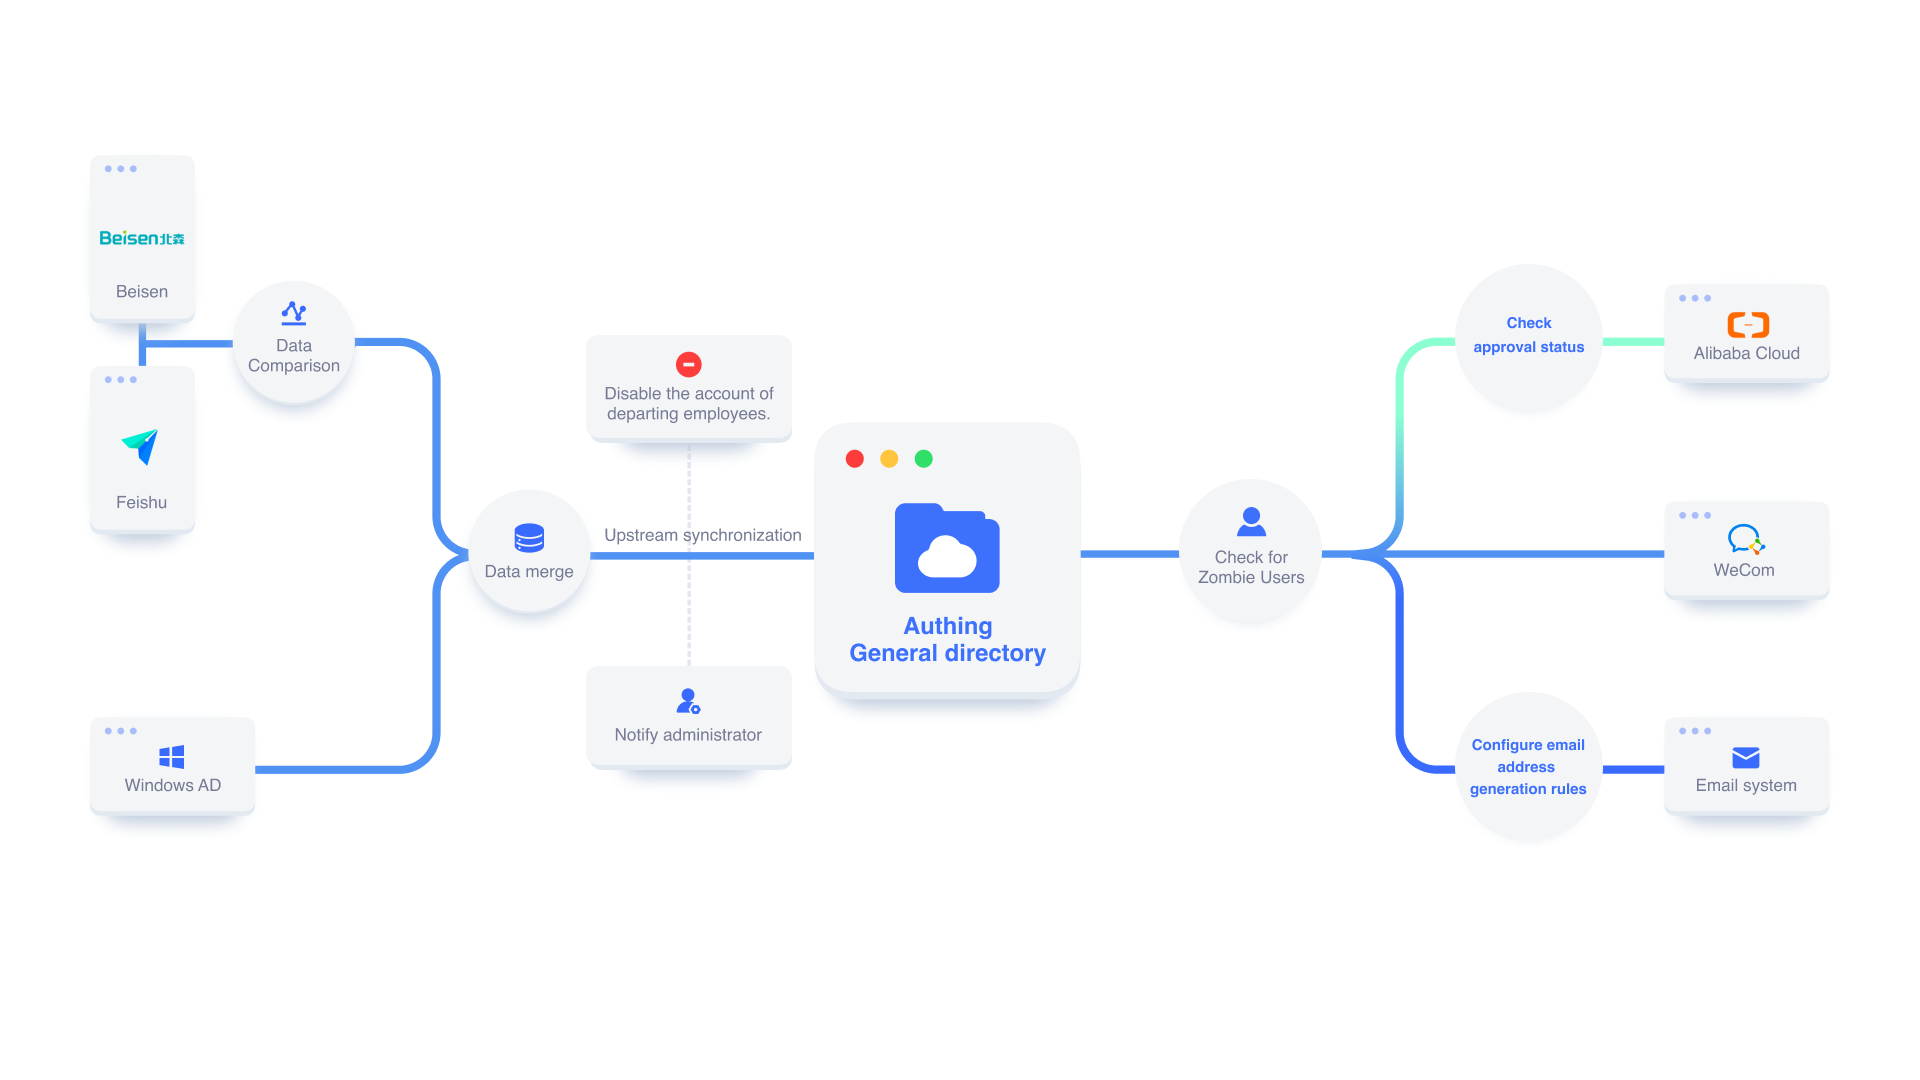 Beisen北森
Beisen
Data
Comparison
Feishu
Windows AD
Data merge
Disable the account of
departing employees.
Upstream synchronization
Notify administrator
Authing
General directory
Check for
Zombie Users
Check
approval status
Alibaba Cloud
WeCom
Configure email
address
generation rules
Email system